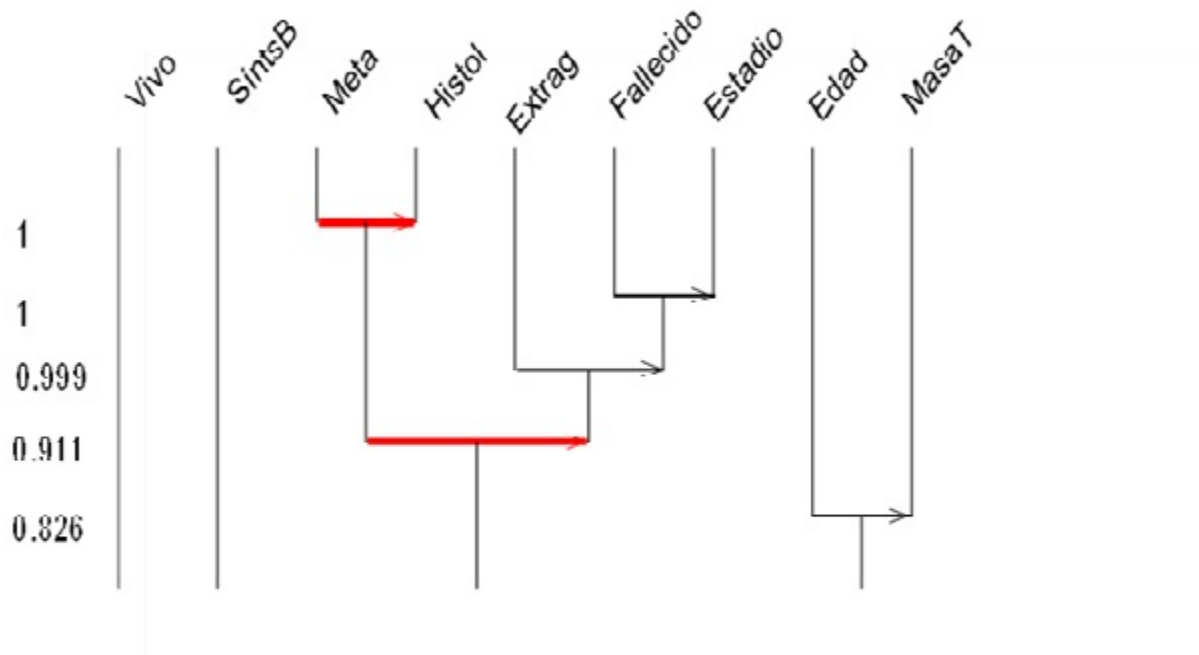 Vivo
SintsB
Meta
Histol
Extrag
Fallecido
Estadio
Edad
MasaT
1
1
0.999
0.911
0.826